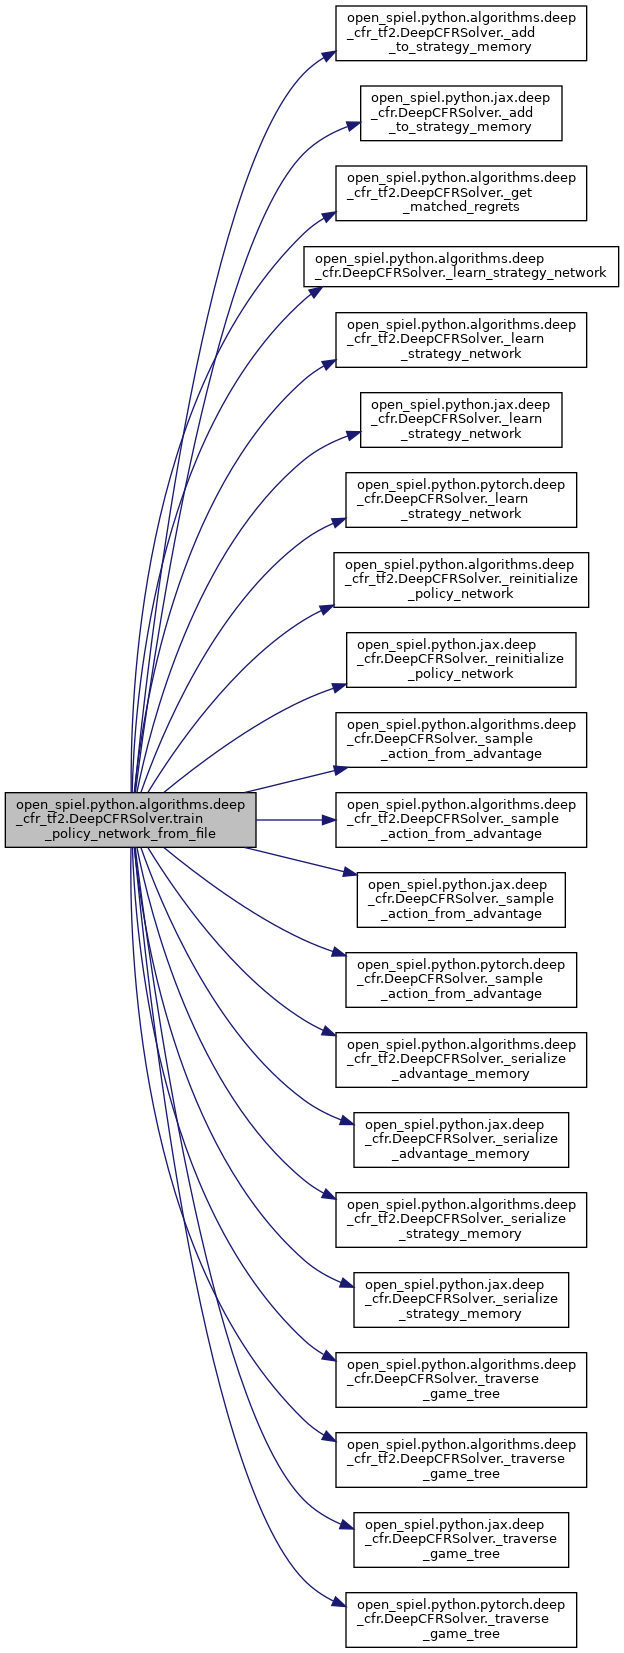 open_spiel.python.algorithms.deep
_cfr_tf2.DeepCFRSolver._add
_to_strategy_memory
open_spiel.python.jax.deep
_cfr.DeepCFRSolver._add
_to_strategy_memory
open_spiel.python.algorithms.deep
_cfr_tf2.DeepCFRSolver._get
_matched_regrets
open_spiel.python.algorithms.deep
_cfr.DeepCFRSolver._learn_strategy_network
open_spiel.python.algorithms.deep
_cfr_tf2.DeepCFRSolver._learn
_strategy_network
open_spiel.python.jax.deep
_cfr.DeepCFRSolver._learn
_strategy_network
open_spiel.python.pytorch.deep
_cfr.DeepCFRSolver._learn
_strategy_network
open_spiel.python.algorithms.deep
_cfr_tf2.DeepCFRSolver._reinitialize
_policy_network
open_spiel.python.jax.deep
_cfr.DeepCFRSolver._reinitialize
_policy_network
open_spiel.python.algorithms.deep
_cfr.DeepCFRSolver._sample
_action_from_advantage
open_spiel.python.algorithms.deep
_cfr_tf2.DeepCFRSolver.train
_policy_network_from_file
open_spiel.python.algorithms.deep
_cfr_tf2.DeepCFRSolver._sample
_action_from_advantage
open_spiel.python.jax.deep
_cfr.DeepCFRSolver._sample
_action_from_advantage
open_spiel.python.pytorch.deep
_cfr.DeepCFRSolver._sample
_action_from_advantage
open_spiel.python.algorithms.deep
_cfr_tf2.DeepCFRSolver._serialize
_advantage_memory
open_spiel.python.jax.deep
_cfr.DeepCFRSolver._serialize
_advantage_memory
open_spiel.python.algorithms.deep
_cfr_tf2.DeepCFRSolver._serialize
_strategy_memory
open_spiel.python.jax.deep
_cfr.DeepCFRSolver._serialize
_strategy_memory
open_spiel.python.algorithms.deep
_cfr.DeepCFRSolver._traverse
_game_tree
open_spiel.python.algorithms.deep
_cfr_tf2.DeepCFRSolver._traverse
_game_tree
open_spiel.python.jax.deep
_cfr.DeepCFRSolver._traverse
_game_tree
open_spiel.python.pytorch.deep
_cfr.DeepCFRSolver._traverse
_game_tree